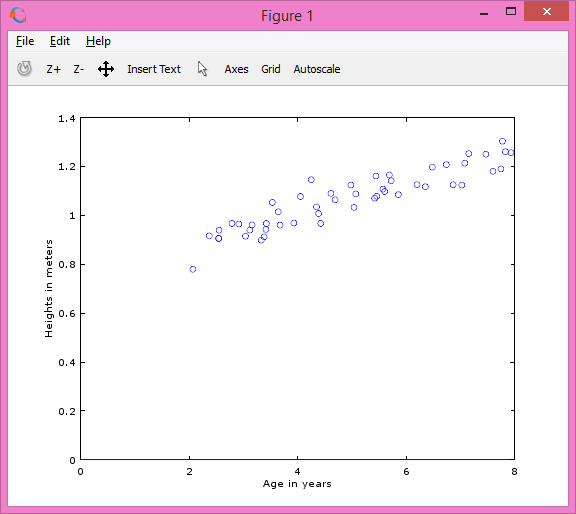 Figure 1
File Edit Help
Z+ Z- Insert Text Axes Grid Autoscale
1.4
1.2
1
0.8
0.6
0.4
0.2
0
Heights in meters
0 2 4 6 8
Age in years